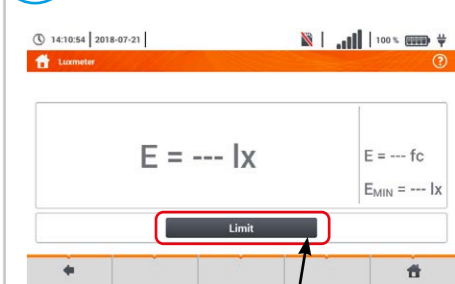 14:10:54 2018-07-21 100 %
Luxmeter ?
E = --- lx
E = --- fc
EMIN = --- lx
Limit